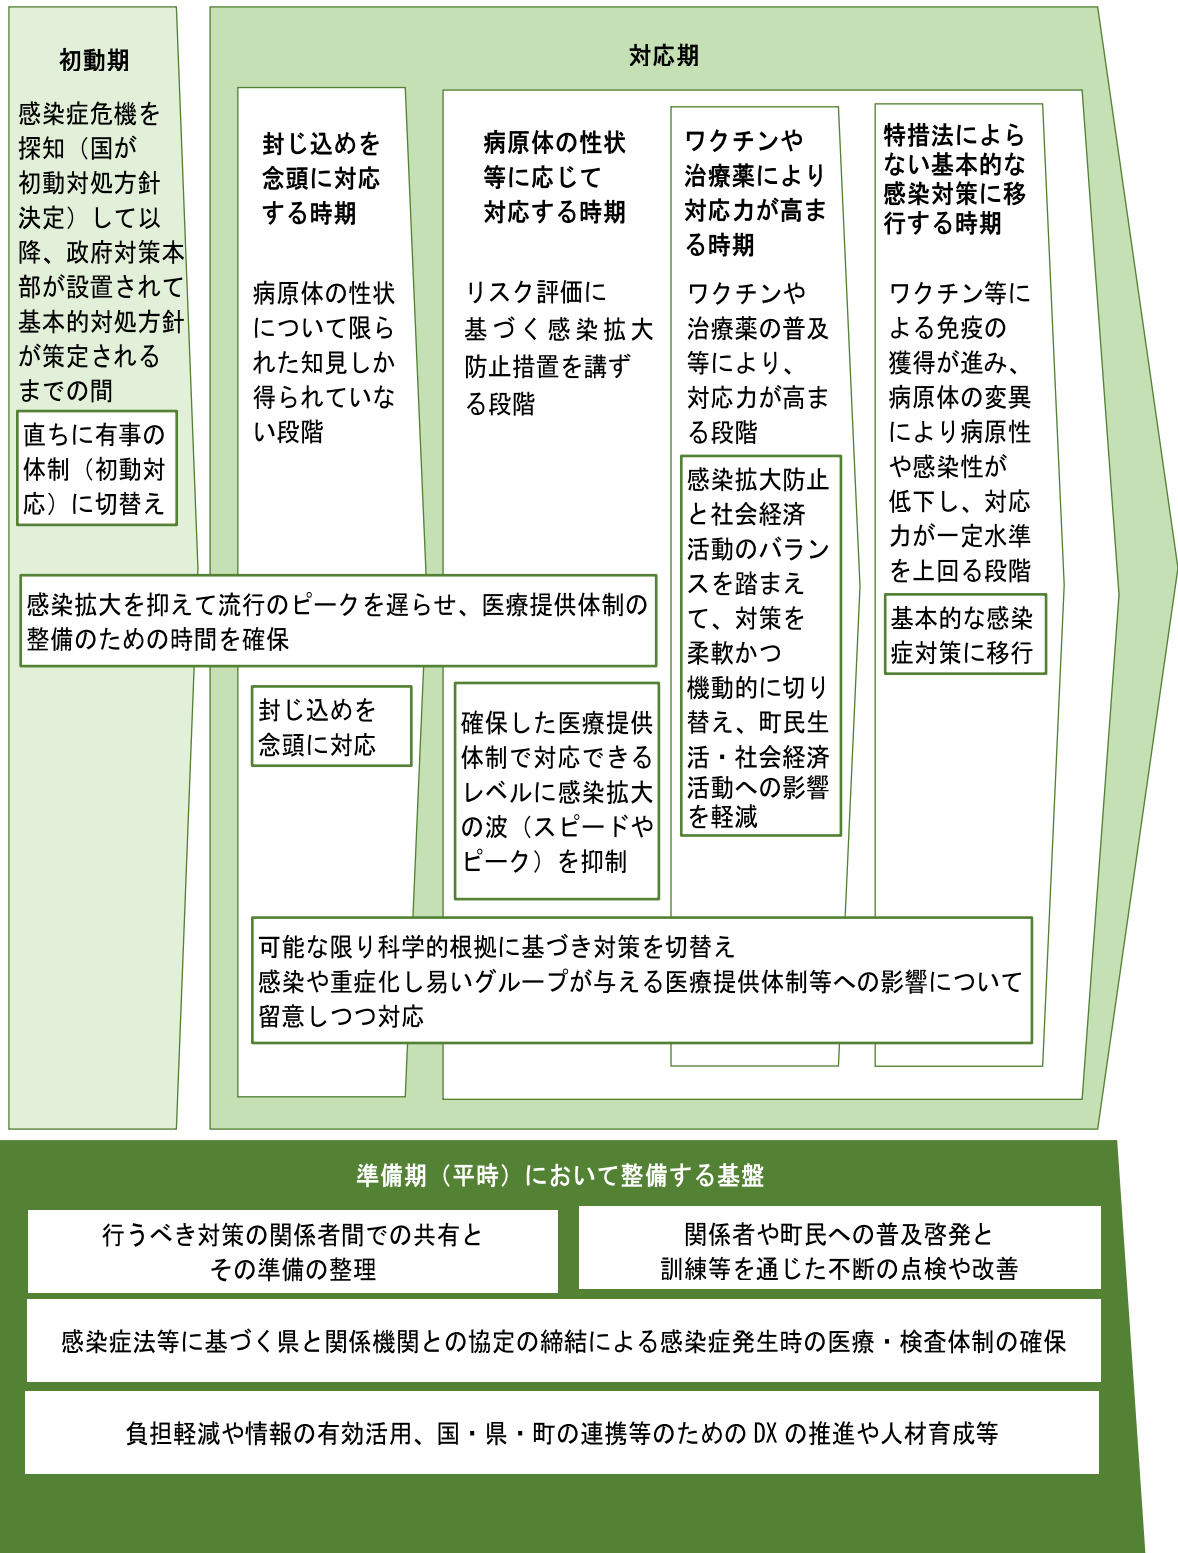 初動期
感染症危機を
探知（国が
初動対処方針
決定）して以
降、政府対策本
部が設置されて
基本的対処方針
が策定される
までの間
直ちに有事の
体制（初動対
応）に切替え
対応期
封じ込めを
念頭に対応
する時期
病原体の性状
について限ら
れた知見しか
得られていな
い段階
病原体の性状
等に応じて
対応する時期
リスク評価に
基づく感染拡大
防止措置を講ず
る段階
ワクチンや
治療薬により
対応力が高ま
る時期
ワクチンや
治療薬の普及
等により、
対応力が高ま
る段階
感染拡大防止
と社会経済
活動のバラン
スを踏まえ
て、対策を
柔軟かつ
機動的に切り
替え、町民生
活・社会経済
活動への影響
を軽減
特措法によら
ない基本的な
感染対策に移
行する時期
ワクチン等に
よる免疫の
獲得が進み、
病原体の変異
により病原性
や感染性が
低下し、対応
力が一定水準
を上回る段階
基本的な感染
症対策に移行
感染拡大を抑えて流行のピークを遅らせ、医療提供体制の
整備のための時間を確保
封じ込めを
念頭に対応
確保した医療提供
体制で対応できる
レベルに感染拡大
の波（スピードや
ピーク）を抑制
可能な限り科学的根拠に基づき対策を切替え
感染や重症化し易いグループが与える医療提供体制等への影響について
留意しつつ対応
準備期（平時）において整備する基盤
行うべき対策の関係者間での共有と
その準備の整理
関係者や町民への普及啓発と
訓練等を通じた不断の点検や改善
感染症法等に基づく県と関係機関との協定の締結による感染症発生時の医療・検査体制の確保
負担軽減や情報の有効活用、国・県・町の連携等のための DX の推進や人材育成等